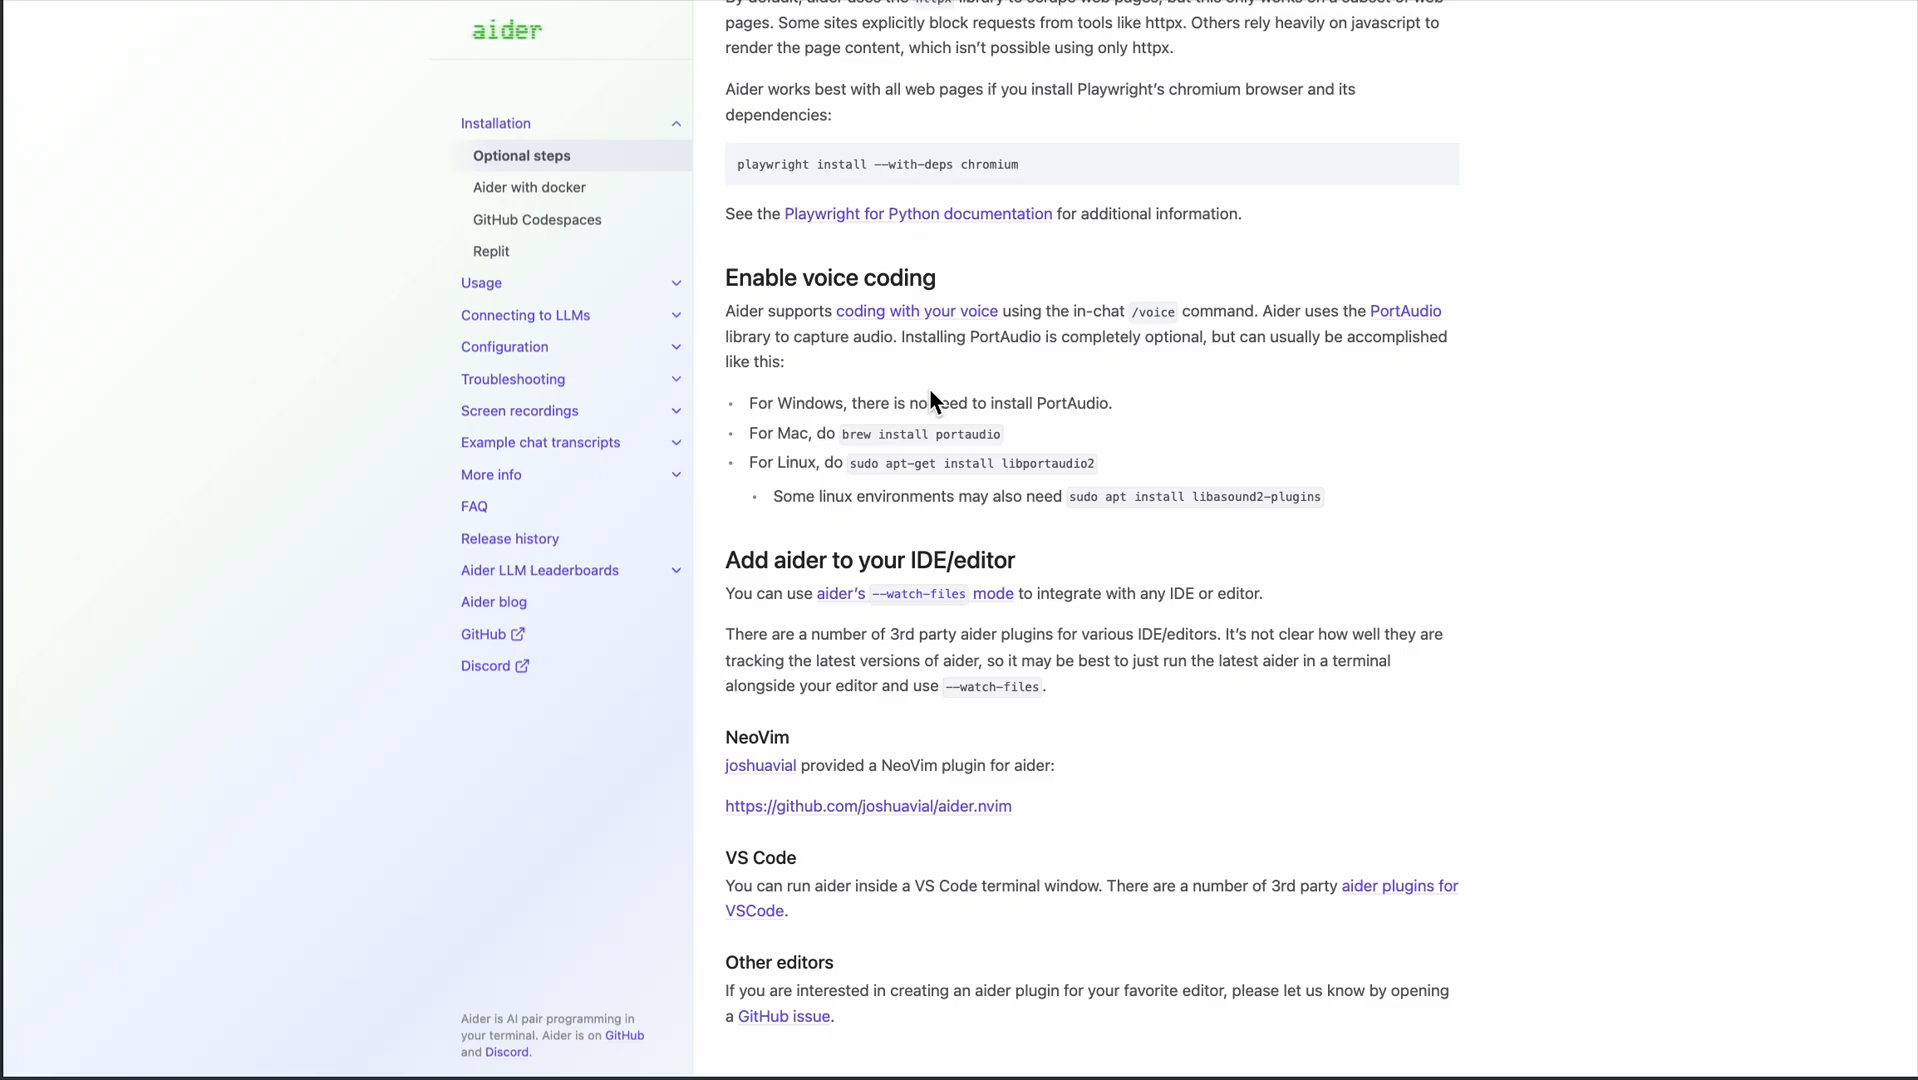 aider
Installation
Optional steps
Aider with docker
GitHub Codespaces
Replit
Usage
Connecting to LLMs
Configuration
Troubleshooting
Screen recordings
Example chat transcripts
More info
FAQ
Release history
Aider LLM Leaderboards
Aider blog
GitHub
Discord
Aider is AI pair programming in
your terminal. Aider is on GitHub
and Discord.
pages. Some sites explicitly block requests from tools like httpx. Others rely heavily on javascript to
render the page content, which isn’t possible using only httpx.
Aider works best with all web pages if you install Playwright’s chromium browser and its
dependencies:
playwright install --with-deps chromium
See the Playwright for Python documentation for additional information.
Enable voice coding
Aider supports coding with your voice using the in-chat /voice command. Aider uses the PortAudio
library to capture audio. Installing PortAudio is completely optional, but can usually be accomplished
like this:
• For Windows, there is no need to install PortAudio.
• For Mac, do brew install portaudio
• For Linux, do sudo apt-get install libportaudio2
• Some linux environments may also need sudo apt install libasound2-plugins
Add aider to your IDE/editor
You can use aider’s --watch-files mode to integrate with any IDE or editor.
There are a number of 3rd party aider plugins for various IDE/editors. It’s not clear how well they are
tracking the latest versions of aider, so it may be best to just run the latest aider in a terminal
alongside your editor and use --watch-files.
NeoVim
joshuavial provided a NeoVim plugin for aider:
https://github.com/joshuavial/aider.nvim
VS Code
You can run aider inside a VS Code terminal window. There are a number of 3rd party aider plugins for
VSCode.
Other editors
If you are interested in creating an aider plugin for your favorite editor, please let us know by opening
a GitHub issue.